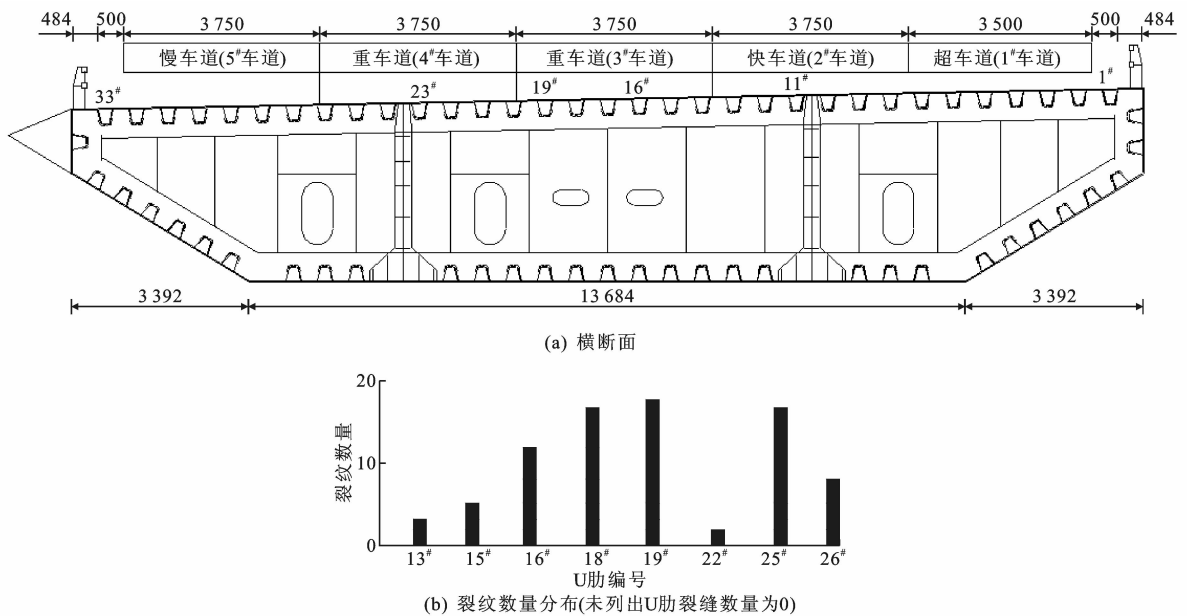 484 500 3 750 3 750 3 750 3 750 3 500 500 484
慢车道(5#车道) 重车道(4#车道) 重车道(3#车道) 快车道(2#车道) 超车道(1#车道)
33# 23# 19# 16# 11# 1#
3 392 13 684 3 392
(a) 横断面
20
10
0
裂纹数量
13# 15# 16# 18# 19# 22# 25# 26#
U肋编号
(b) 裂纹数量分布(未列出U肋裂缝数量为0)